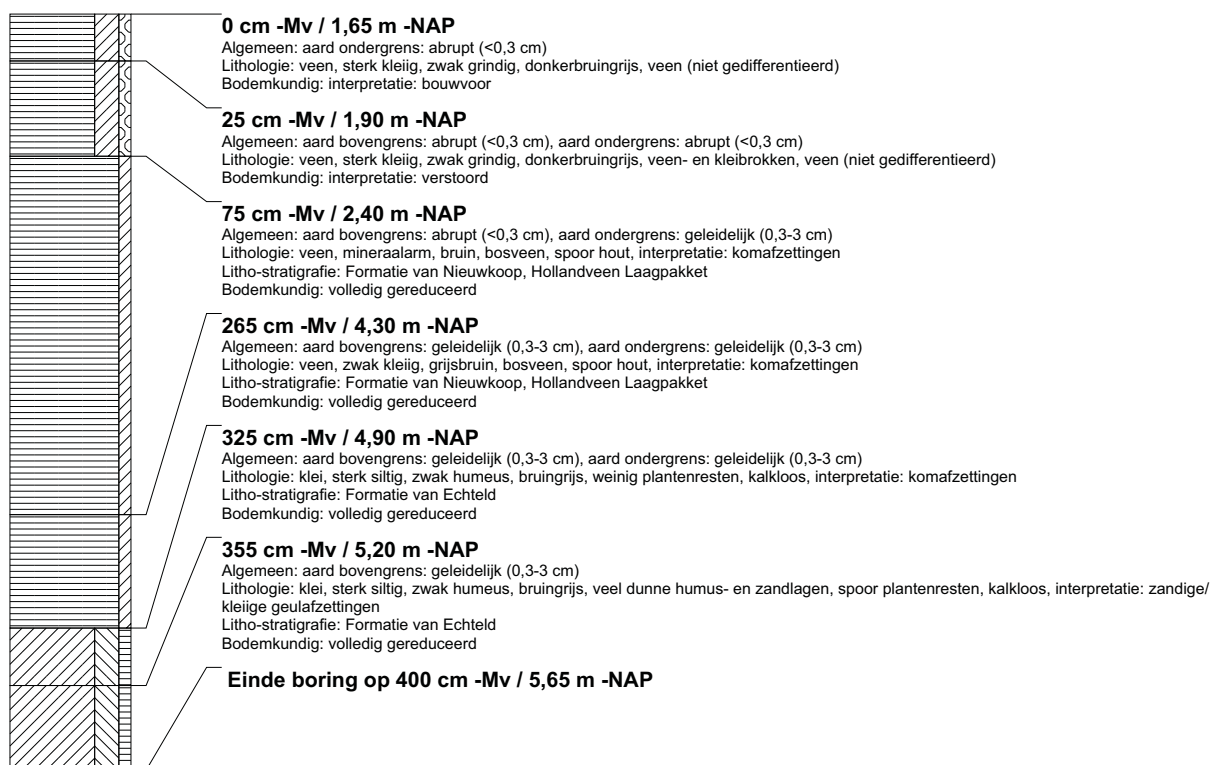 0 cm -Mv / 1,65 m -NAP
Algemeen: aard ondergrens: abrupt (<0,3 cm)
Lithologie: veen, sterk kleiig, zwak grindig, donkerbruingrijs, veen (niet gedifferentieerd)
Bodemkundig: interpretatie: bouwvoor
25 cm -Mv / 1,90 m -NAP
Algemeen: aard bovengrens: abrupt (<0,3 cm), aard ondergrens: abrupt (<0,3 cm)
Lithologie: veen, sterk kleiig, zwak grindig, donkerbruingrijs, veen- en kleibrokken, veen (niet gedifferentieerd)
Bodemkundig: interpretatie: verstoord
75 cm -Mv / 2,40 m -NAP
Algemeen: aard bovengrens: abrupt (<0,3 cm), aard ondergrens: geleidelijk (0,3-3 cm)
Lithologie: veen, mineraalarm, bruin, bosveen, spoor hout, interpretatie: komafzettingen
Litho-stratigrafie: Formatie van Nieuwkoop, Hollandveen Laagpakket
Bodemkundig: volledig gereduceerd
265 cm -Mv / 4,30 m -NAP
Algemeen: aard bovengrens: geleidelijk (0,3-3 cm), aard ondergrens: geleidelijk (0,3-3 cm)
Lithologie: veen, zwak kleiig, grijsbruin, bosveen, spoor hout, interpretatie: komafzettingen
Litho-stratigrafie: Formatie van Nieuwkoop, Hollandveen Laagpakket
Bodemkundig: volledig gereduceerd
325 cm -Mv / 4,90 m -NAP
Algemeen: aard bovengrens: geleidelijk (0,3-3 cm), aard ondergrens: geleidelijk (0,3-3 cm)
Lithologie: klei, sterk siltig, zwak humeus, bruingrijs, weinig plantenresten, kalkloos, interpretatie: komafzettingen
Litho-stratigrafie: Formatie van Echteld
Bodemkundig: volledig gereduceerd
355 cm -Mv / 5,20 m -NAP
Algemeen: aard bovengrens: geleidelijk (0,3-3 cm)
Lithologie: klei, sterk siltig, zwak humeus, bruingrijs, veel dunne humus- en zandlagen, spoor plantenresten, kalkloos, interpretatie: zandige/
kleiige geulafzettingen
Litho-stratigrafie: Formatie van Echteld
Bodemkundig: volledig gereduceerd
Einde boring op 400 cm -Mv / 5,65 m -NAP